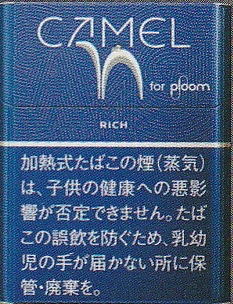 CAMEL
for ploom
RICH
加熱式たばこの煙(蒸気)
は、子供の健康への悪影
響が否定できません。たば
この誤飲を防ぐため、乳幼
児の手が届かない所に保
管・廃棄を。